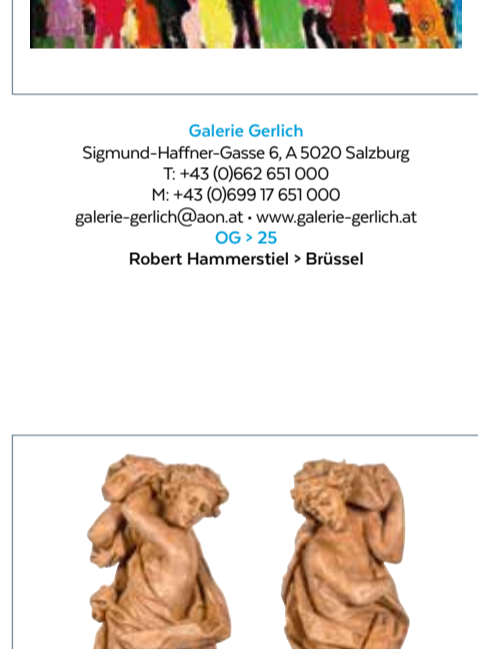 Galerie Gerlich
Sigmund-Haffner-Gasse 6, A 5020 Salzburg
T: +43 (0)662 651 000
M: +43 (0)699 17 651 000
galerie-gerlich@aon.at • www.galerie-gerlich.at
OG > 25
Robert Hammerstiel > Brüssel